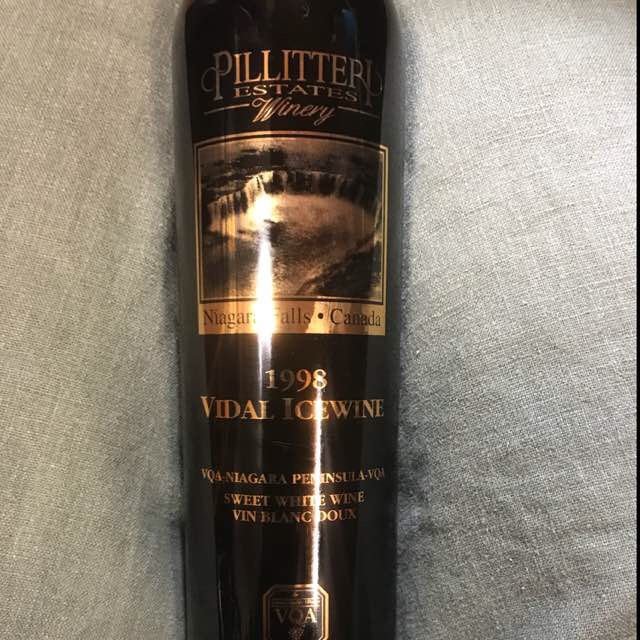 PILLITTERI
ESTATES
Winery
Niagara Falls • Canada
1998
VIDAL ICEWINE
VQA-NIAGARA PENINSULA-VQA
SWEET WHITE WINE
VIN BLANC DOUX
VQA